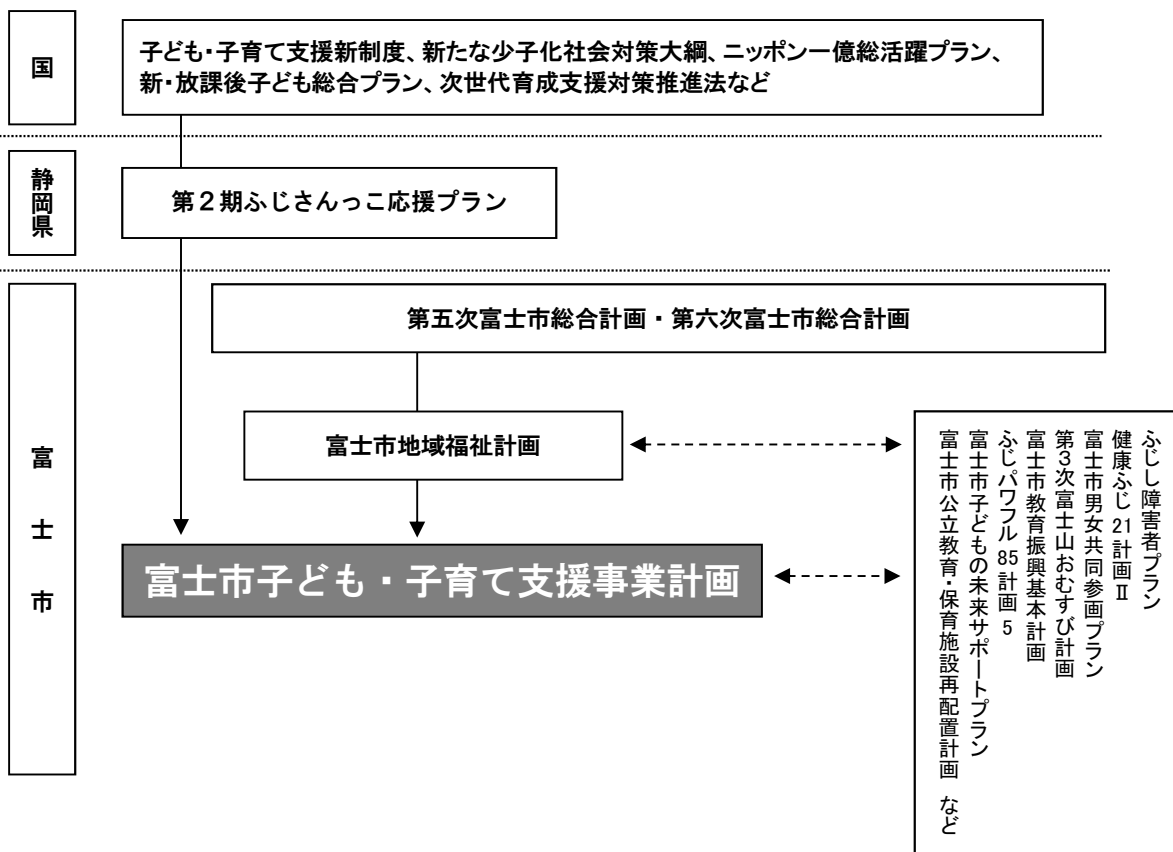 国
子ども・子育て支援新制度、新たな少子化社会対策大綱、ニッポン一億総活躍プラン、
新・放課後子ども総合プラン、次世代育成支援対策推進法など
静岡県
第２期ふじさんっこ応援プラン
富士市
第五次富士市総合計画・第六次富士市総合計画
富士市地域福祉計画
富士市子ども・子育て支援事業計画
ふじし障害者プラン
健康ふじ 21 計画Ⅱ
富士市男女共同参画プラン
第３次富士山おむすび計画
富士市教育振興基本計画
ふじパワフル 85 計画 5
富士市子どもの未来サポートプラン
富士市公立教育・保育施設再配置計画 など